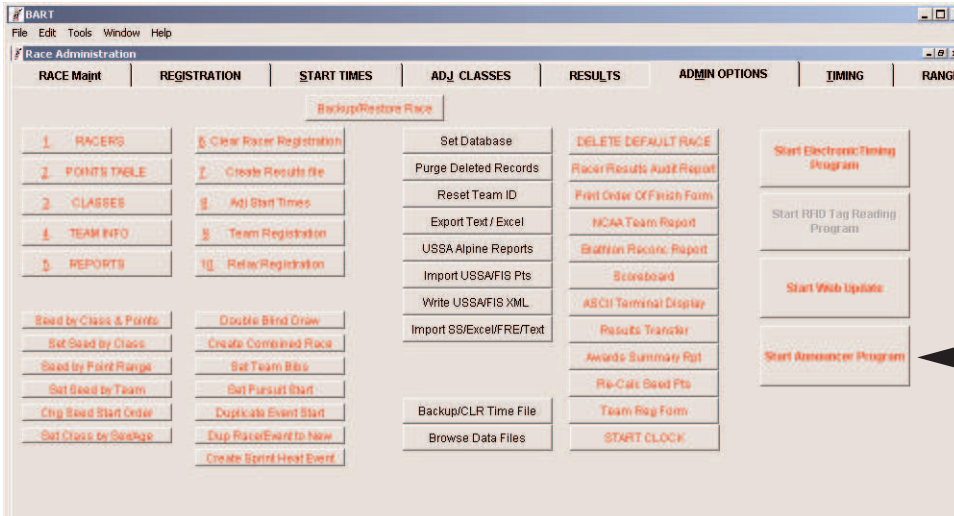 BART
File Edit Tools Window Help
Race Administration
RACE Maint REGISTRATION START TIMES ADJ CLASSES RESULTS ADMIN OPTIONS TIMING RANG
Backup/Restore Race
1. RACERS
2. POINTS TABLE
3. CLASSES
4. TEAM INFO
5. REPORTS
6. Clear Racer Registration
7. Create Results file
8. Adj Start Times
9. Team Registration
10. Relay Registration
Seed by Class & Points
Set Seed by Class
Seed by Point Range
Set Seed by Team
Chg Seed Start Order
Set Class by Sex/Age
Double Blind Draw
Create Combined Race
Set Team Bibs
Set Pursuit Start
Duplicate Event Start
Dup Race/Event to New
Create Sprint Heat Event
Set Database
Purge Deleted Records
Reset Team ID
Export Text / Excel
USSA Alpine Reports
Import USSA/FIS Pts
Write USSA/FIS XML
Import SS/Excel/FRE/Text
Backup/CLR Time File
Browse Data Files
DELETE DEFAULT RACE
Racer Results Audit Report
Print Order Of Finish Form
NCAA Team Report
Biathlon Reconc Report
Scoreboard
ASCII Terminal Display
Results Transfer
Awards Summary Rpt
Re-Calc Seed Pts
Team Reg Form
START CLOCK
Start Electronic Timing
Program
Start RFID Tag Reading
Program
Start Web Update
Start Announcer Program